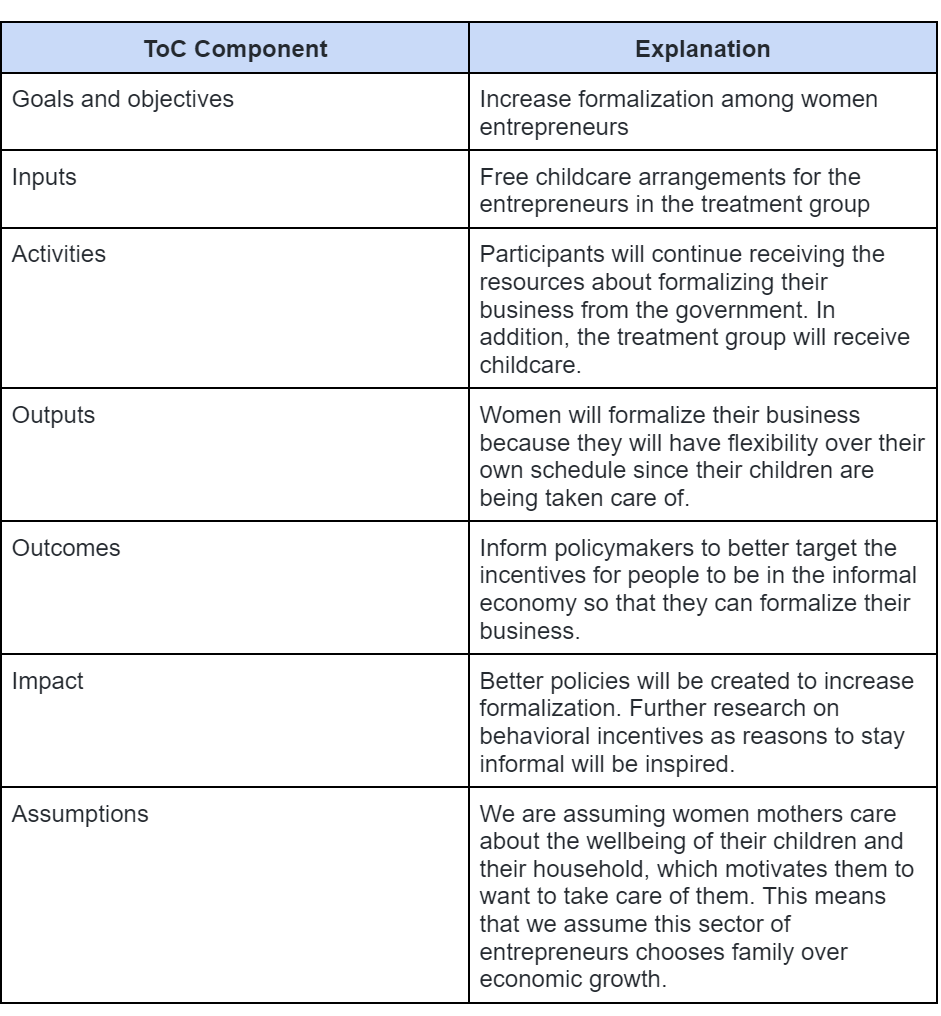 ToC Component
Explanation
Goals and objectives
Increase formalization among women
entrepreneurs
Inputs
Free childcare arrangements for the
entrepreneurs in the treatment group
Activities
Participants will continue receiving the
resources about formalizing their
business from the government. In
addition, the treatment group will receive
childcare.
Outputs
Women will formalize their business
because they will have flexibility over their
own schedule since their children are
being taken care of.
Outcomes
Inform policymakers to better target the
incentives for people to be in the informal
economy so that they can formalize their
business.
Impact
Better policies will be created to increase
formalization. Further research on
behavioral incentives as reasons to stay
informal will be inspired.
Assumptions
We are assuming women mothers care
about the wellbeing of their children and
their household, which motivates them to
want to take care of them. This means
that we assume this sector of
entrepreneurs chooses family over
economic growth.